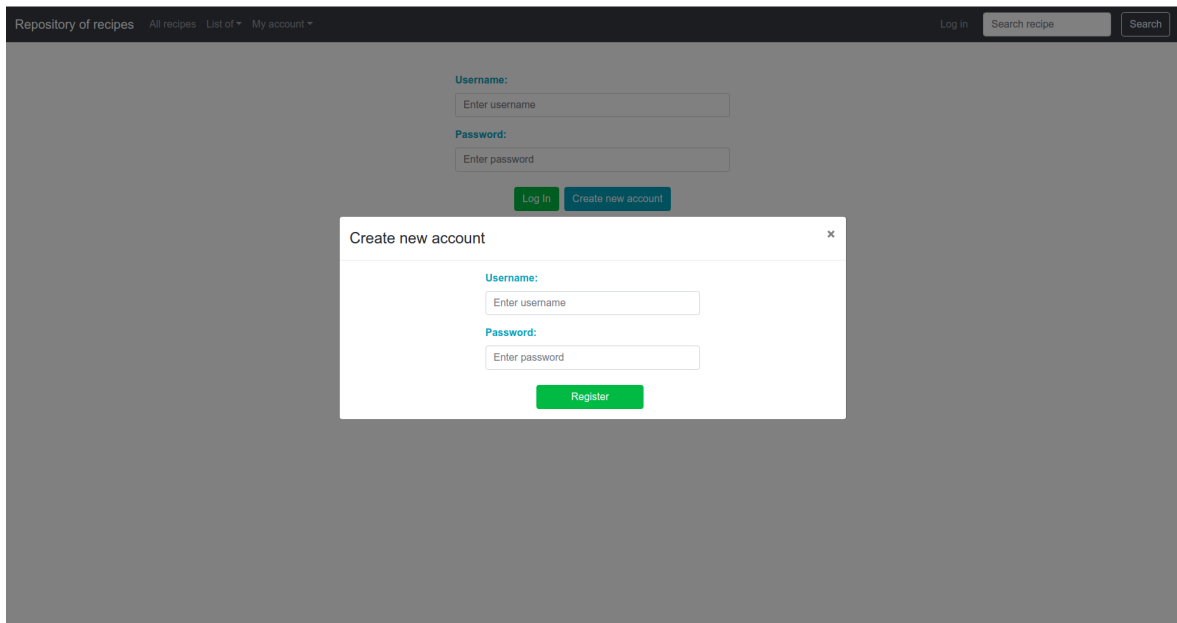 Repository of recipes All recipes List of My account Log in Search recipe Search
Username:
Enter username
Password:
Enter password
Log In Create new account
Create new account ×
Username:
Enter username
Password:
Enter password
Register